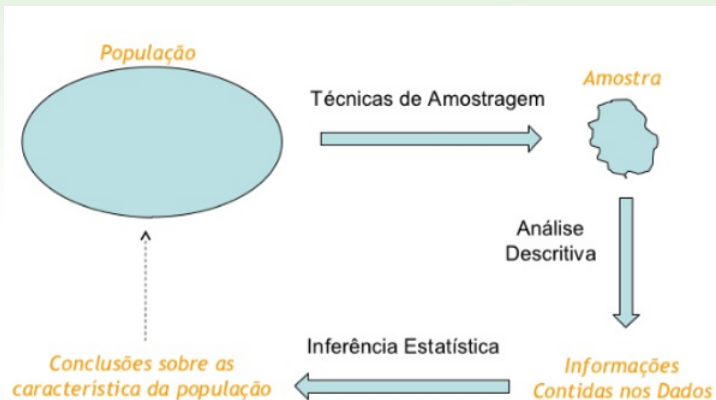 População
Técnicas de Amostragem
Amostra
Análise
Descritiva
Inferência Estatística
Conclusões sobre as
característica da população
Informações
Contidas nos Dados